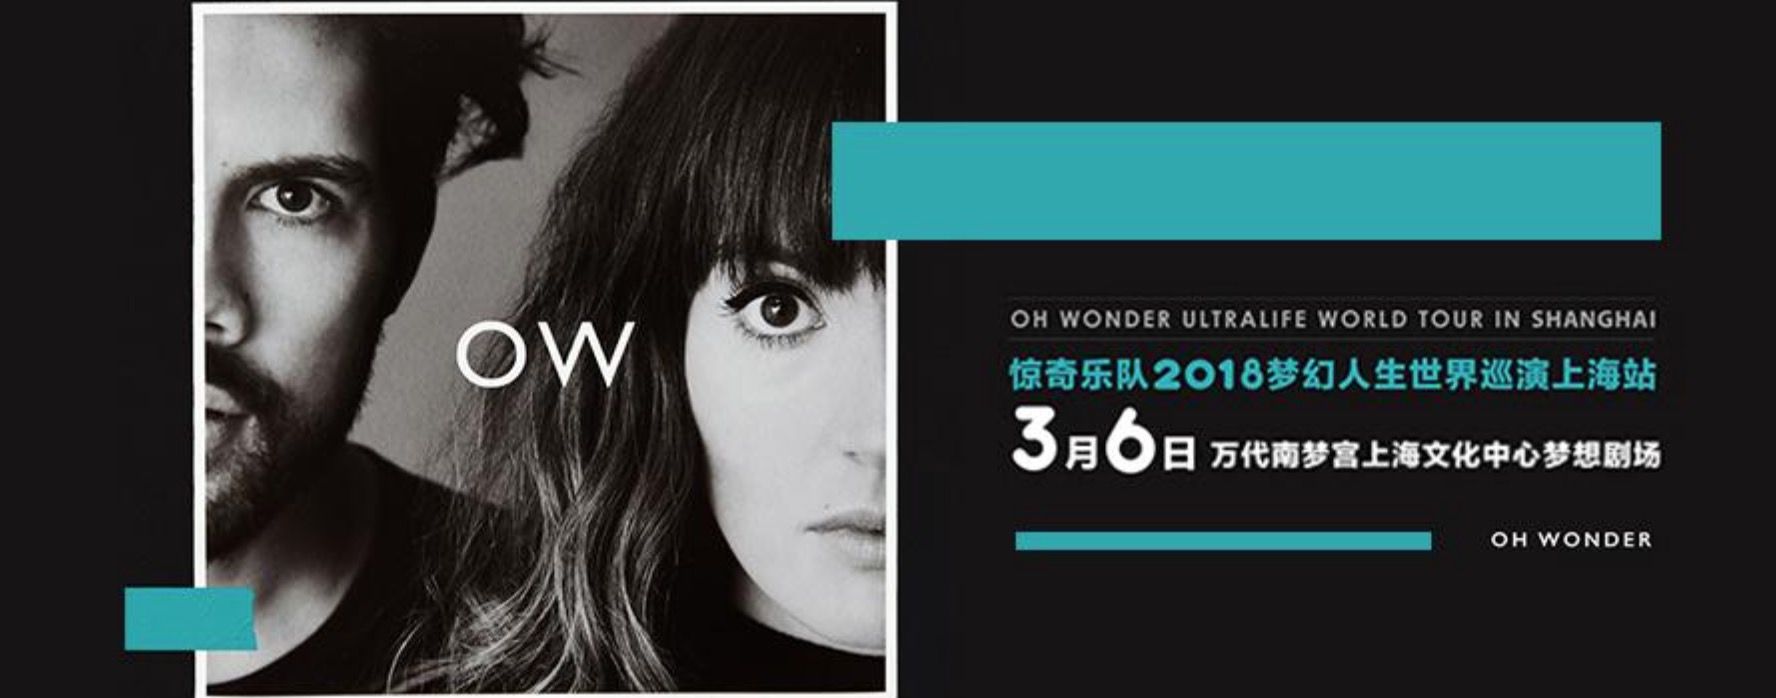 OW
OH WONDER ULTRALIFE WORLD TOUR IN SHANGHAI
惊奇乐队2018梦幻人生世界巡演上海站
3月6日 万代南梦宫上海文化中心梦想剧场
OH WONDER